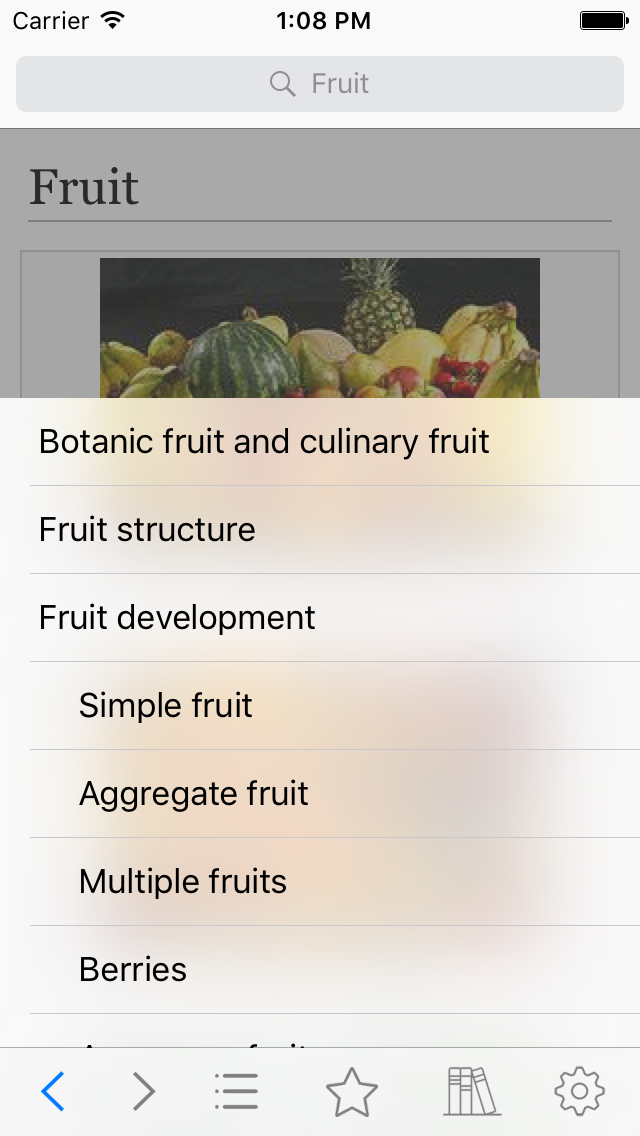 Carrier 1:08 PM
Fruit
Fruit
Botanic fruit and culinary fruit
Fruit structure
Fruit development
Simple fruit
Aggregate fruit
Multiple fruits
Berries